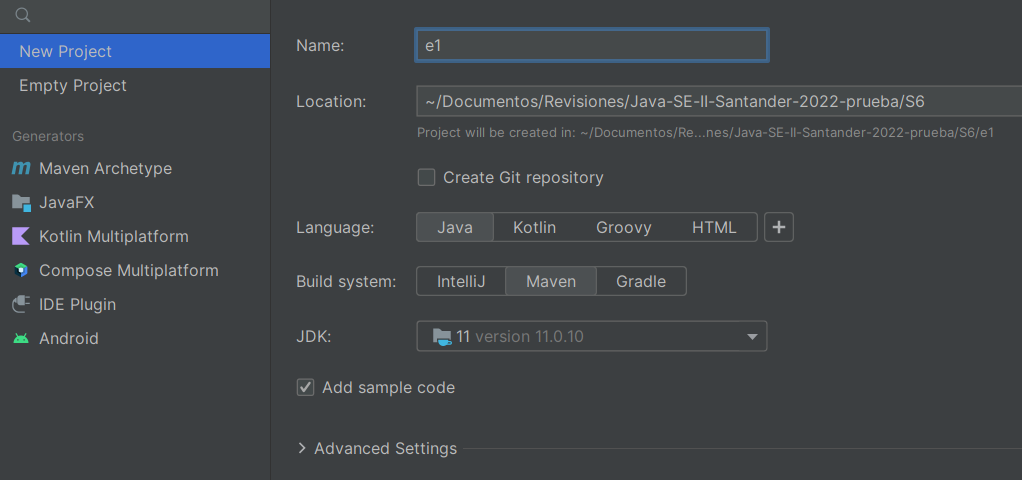 New Project
Empty Project
Generators
Maven Archetype
JavaFX
Kotlin Multiplatform
Compose Multiplatform
IDE Plugin
Android
Name: e1
Location: ~/Documentos/Revisiones/Java-SE-II-Santander-2022-prueba/S6
Project will be created in: ~/Documentos/Re...nes/Java-SE-II-Santander-2022-prueba/S6/e1
Create Git repository
Language: Java Kotlin Groovy HTML +
Build system: IntelliJ Maven Gradle
JDK: 11 version 11.0.10
Add sample code
Advanced Settings